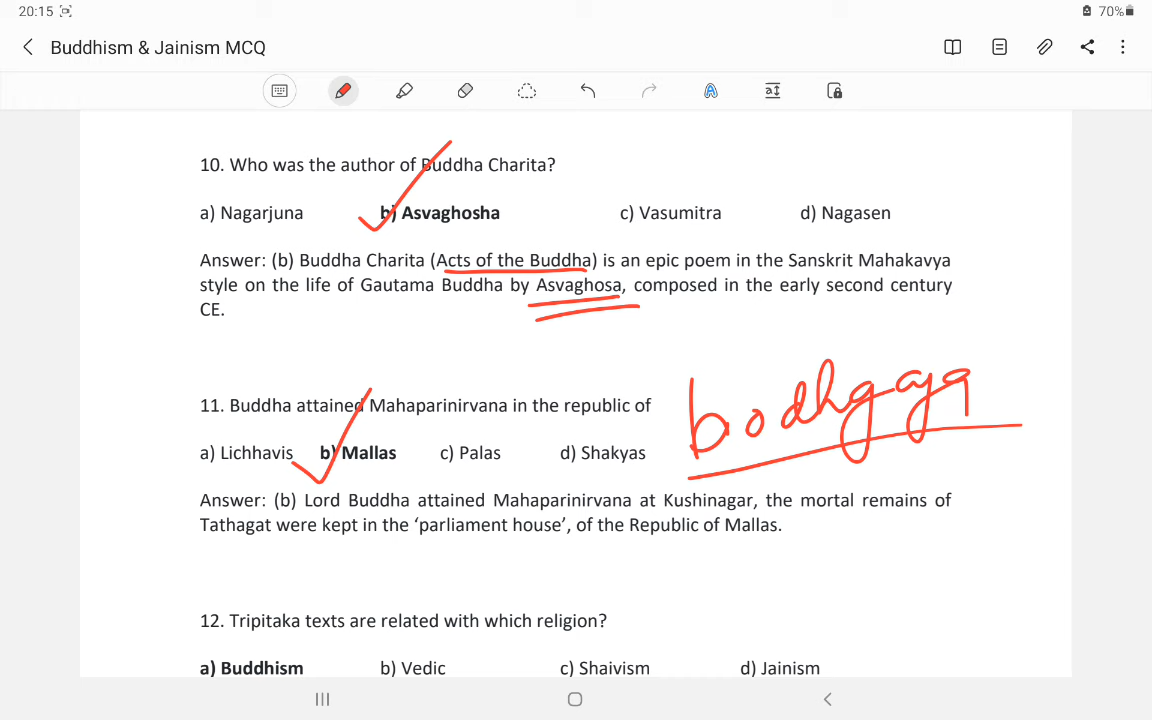 20:15
70%
Buddhism & Jainism MCQ
10. Who was the author of Buddha Charita?
a) Nagarjuna b) Asvaghosha c) Vasumitra d) Nagasen
Answer: (b) Buddha Charita (Acts of the Buddha) is an epic poem in the Sanskrit Mahakavya
style on the life of Gautama Buddha by Asvaghosa, composed in the early second century
CE.
bodhgaya
11. Buddha attained Mahaparinirvana in the republic of
a) Lichhavis b) Mallas c) Palas d) Shakyas
Answer: (b) Lord Buddha attained Mahaparinirvana at Kushinagar, the mortal remains of
Tathagat were kept in the ‘parliament house’, of the Republic of Mallas.
12. Tripitaka texts are related with which religion?
a) Buddhism b) Vedic c) Shaivism d) Jainism